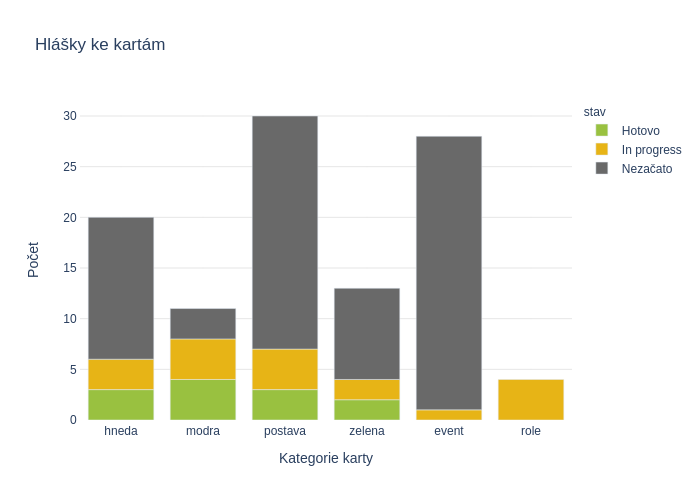 Hlášky ke kartám
stav
Hotovo
In progress
Nezačato
Počet
30
25
20
15
10
5
0
hneda modra postava zelena event role
Kategorie karty